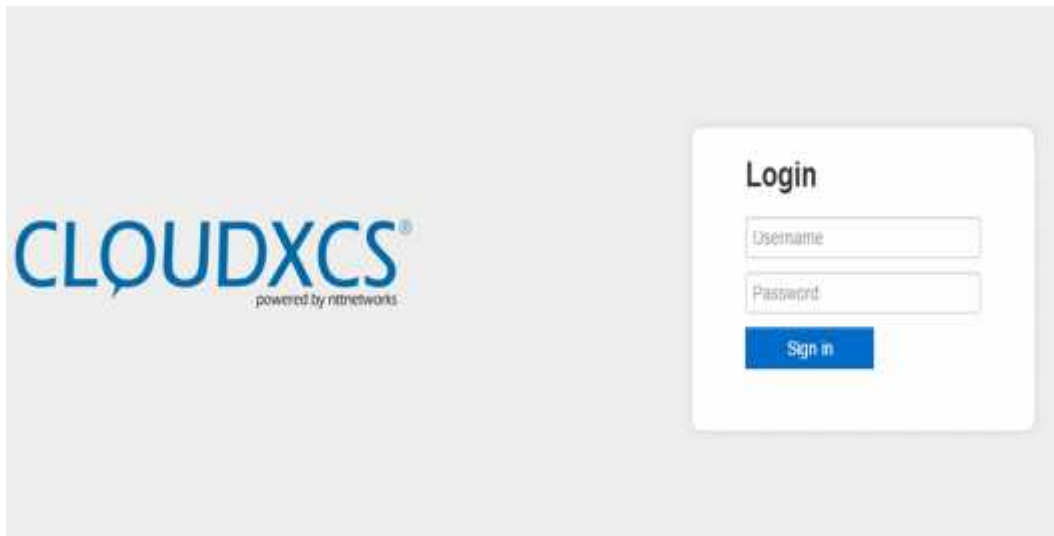 CLOUDXCS®
powered by nttnetworks
Login
Username
Password
Sign in